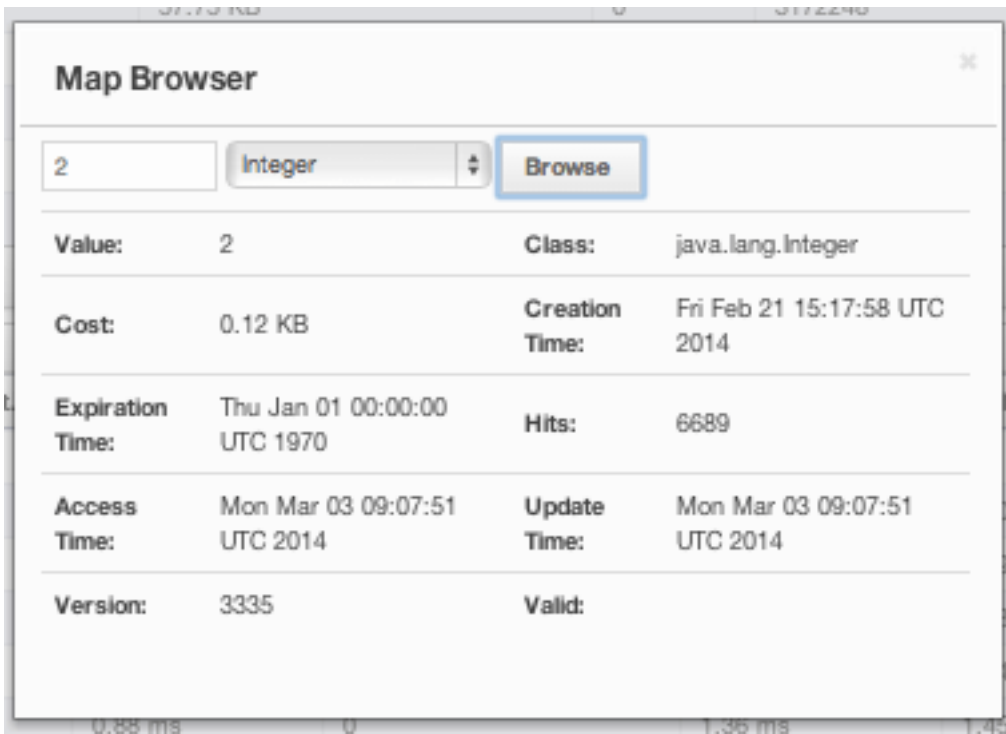 Map Browser
×
2 Integer Browse
Value: 2 Class: java.lang.Integer
Cost: 0.12 KB Creation Time: Fri Feb 21 15:17:58 UTC 2014
Expiration Time: Thu Jan 01 00:00:00 UTC 1970 Hits: 6689
Access Time: Mon Mar 03 09:07:51 UTC 2014 Update Time: Mon Mar 03 09:07:51 UTC 2014
Version: 3335 Valid:
0.88 ms 0 1.36 ms